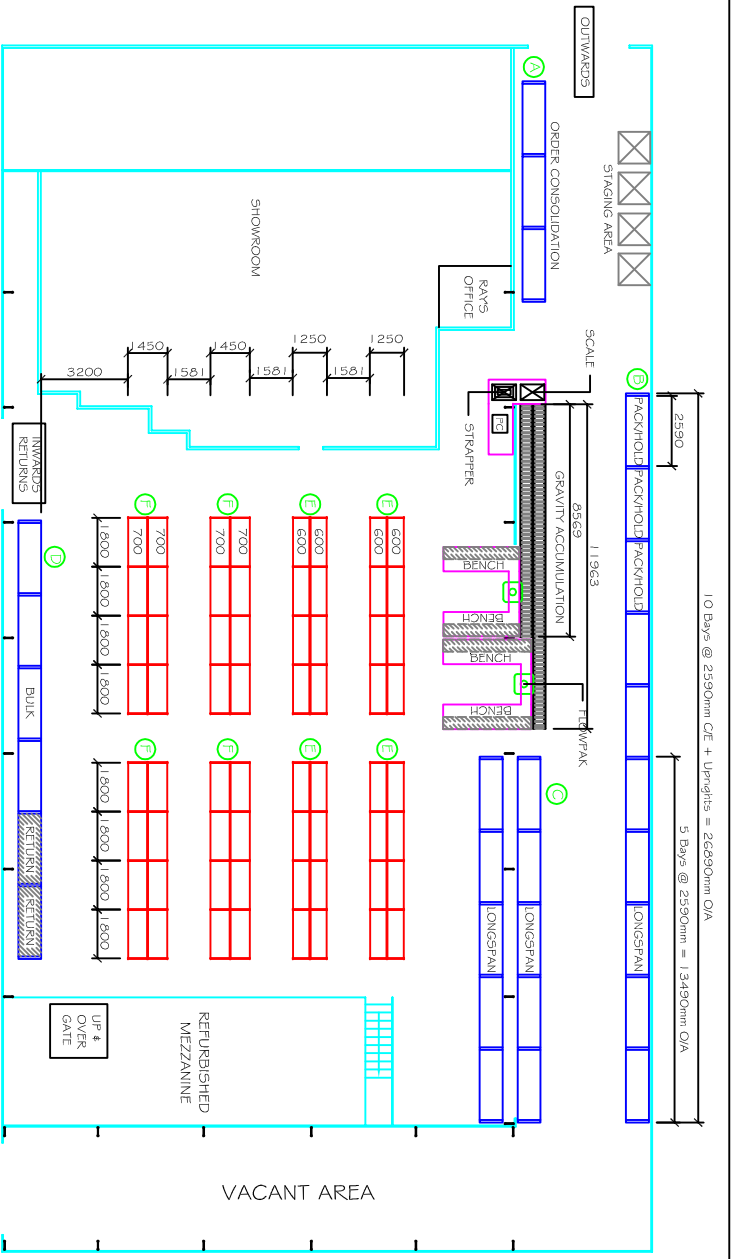 OUTWARDS
A
ORDER CONSOLIDATION
STAGING AREA
SHOWROOM
RAY'S
OFFICE
SCALE
STRAPPER
PC
B
PACK/HOLD
PACK/HOLD
PACK/HOLD
2590
10 Bays @ 2590mm C/E + Uprights = 26890mm O/A
5 Bays @ 2590mm = 13490mm O/A
11963
8569
GRAVITY ACCUMULATION
BENCH
BENCH
BENCH
BENCH
FLOWPAK
C
LONGSPAN
LONGSPAN
LONGSPAN
3200
1450
1581
1450
1581
1250
1581
1250
INWARDS
RETURNS
D
BULK
RETURN
RETURN
F
F
E
E
700
700
700
700
600
600
600
600
1800
1800
1800
1800
F
F
E
E
1800
1800
1800
1800
UP &
OVER
GATE
REFURBISHED
MEZZANINE
VACANT AREA